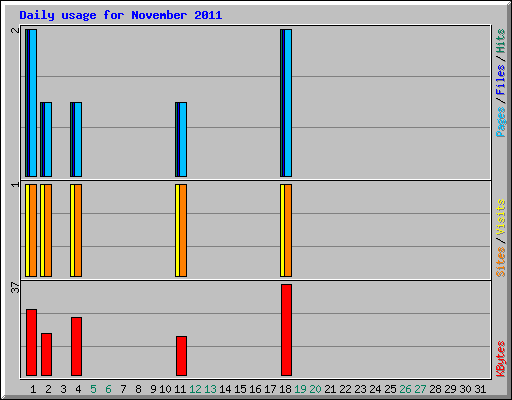 Daily usage for November 2011
2
Pages / Files / Hits
1
Sites / Visits
37
KBytes
1 2 3 4 5 6 7 8 9 10 11 12 13 14 15 16 17 18 19 20 21 22 23 24 25 26 27 28 29 30 31